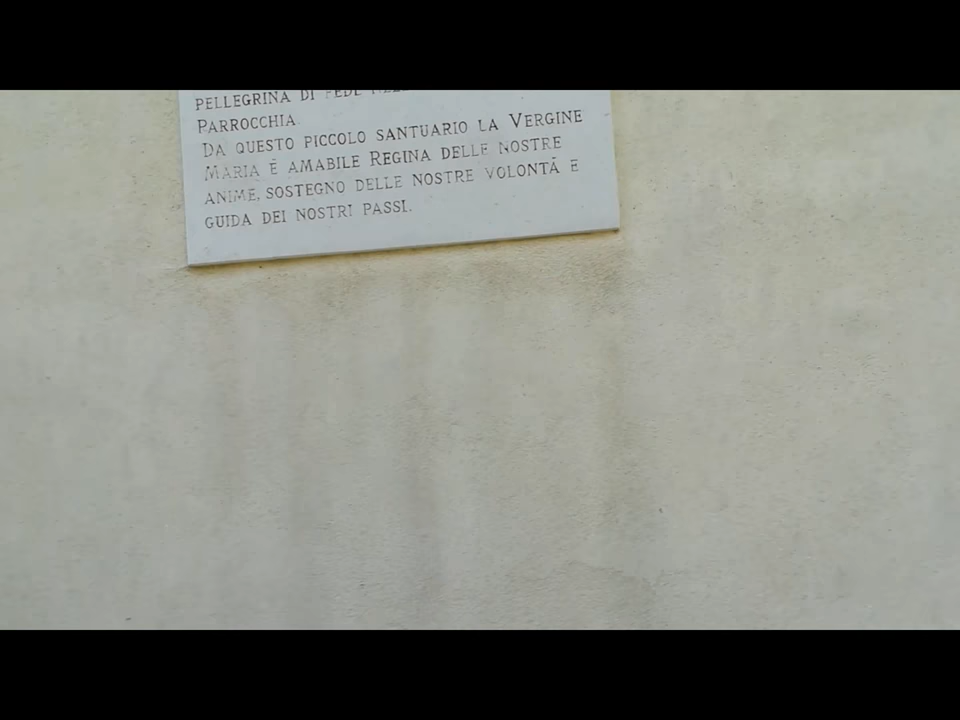 PELLEGRINA DI FEDE
PARROCCHIA.
DA QUESTO PICCOLO SANTUARIO LA VERGINE
MARIA È AMABILE REGINA DELLE NOSTRE
ANIME, SOSTEGNO DELLE NOSTRE VOLONTÀ E
GUIDA DEI NOSTRI PASSI.